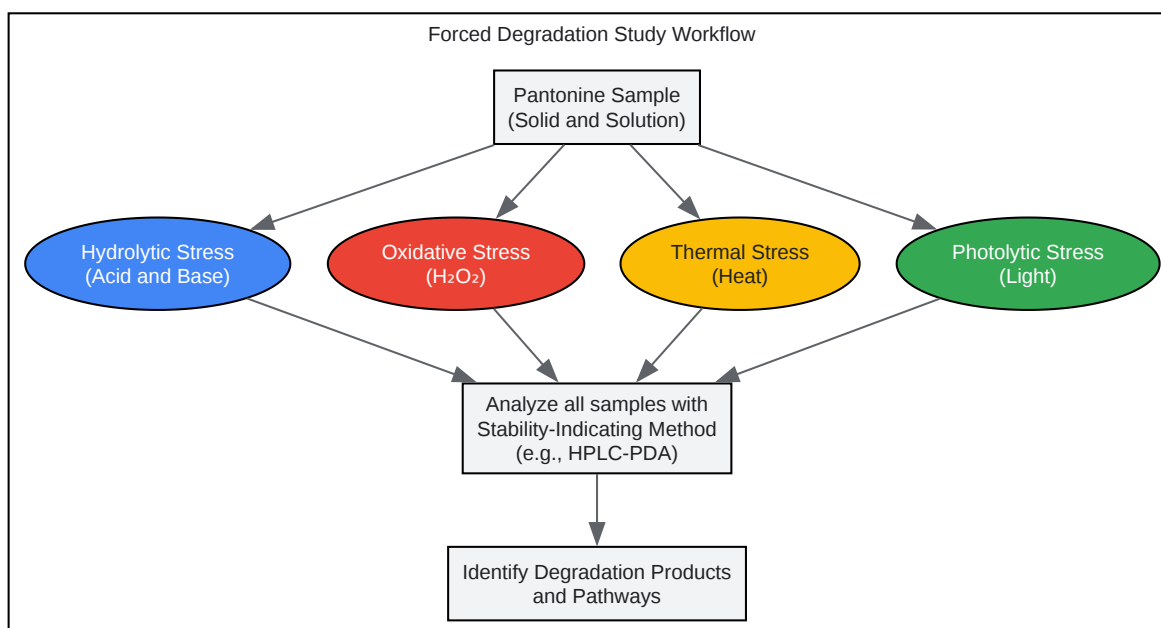 Forced Degradation Study Workflow
Pantonine Sample
(Solid and Solution)
Hydrolytic Stress
(Acid and Base)
Oxidative Stress
(H₂O₂)
Thermal Stress
(Heat)
Photolytic Stress
(Light)
Analyze all samples with
Stability-Indicating Method
(e.g., HPLC-PDA)
Identify Degradation Products
and Pathways